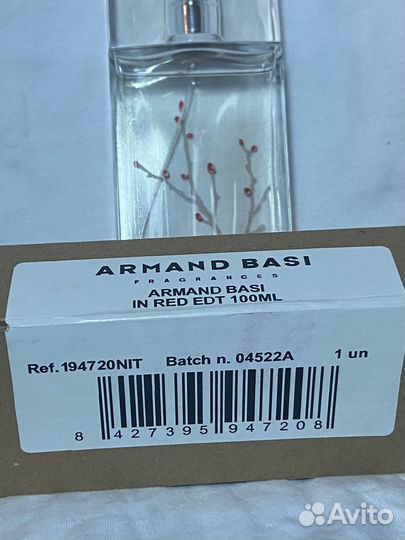 ARMAND BASI
FRAGRANCES
ARMAND BASI
IN RED EDT 100ML
Ref. 194720NIT Batch n. 04522A 1 un
8 427395 947208
Avito